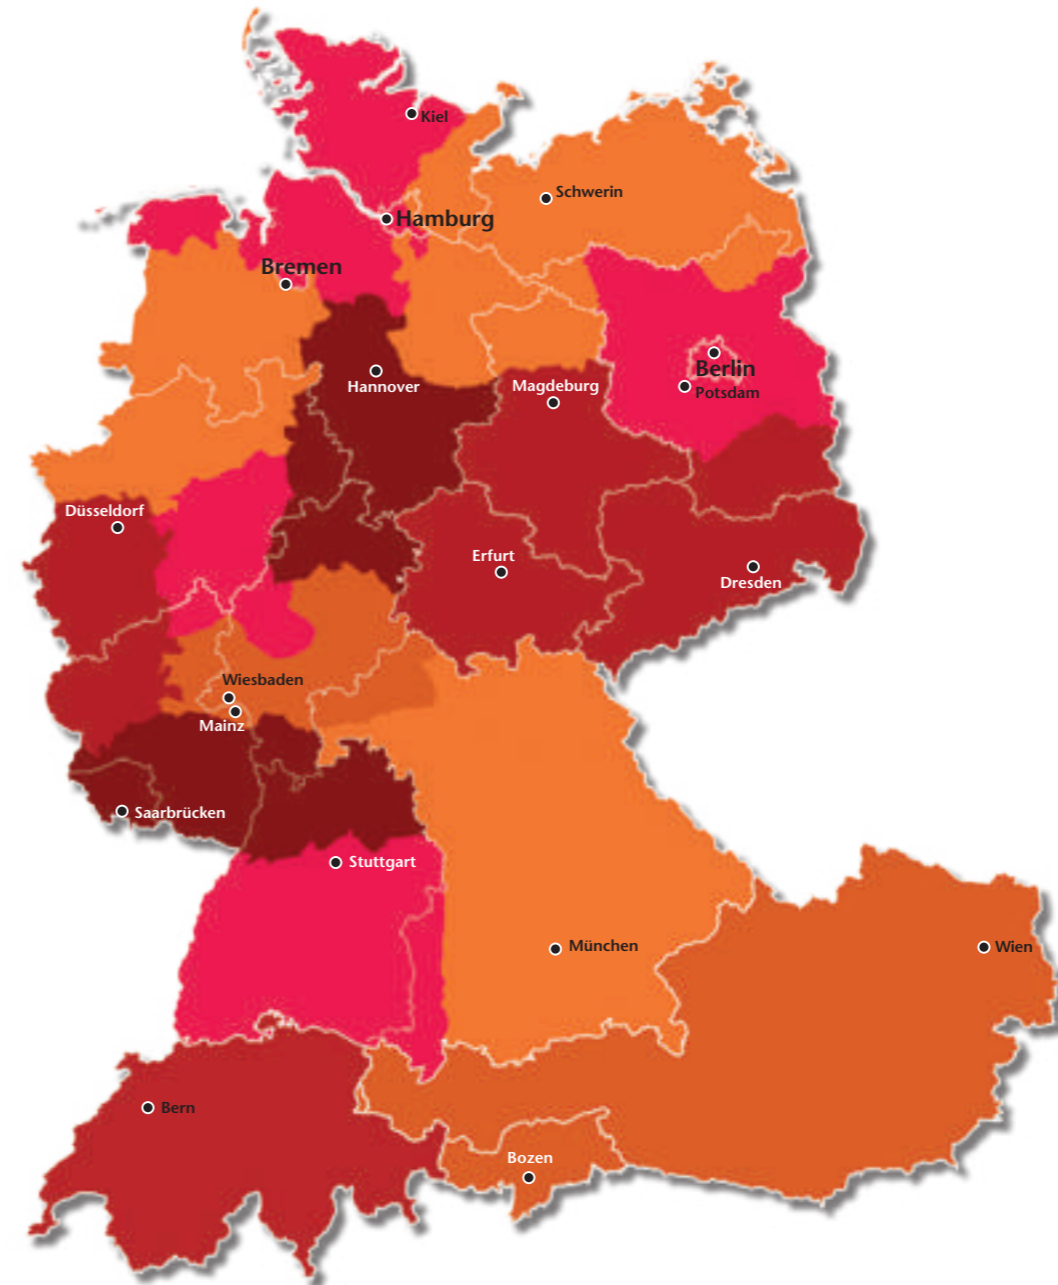 Kiel
Schwerin
Hamburg
Bremen
Berlin
Hannover
Magdeburg
Potsdam
Düsseldorf
Erfurt
Dresden
Wiesbaden
Mainz
Saarbrücken
Stuttgart
München
Wien
Bern
Bozen